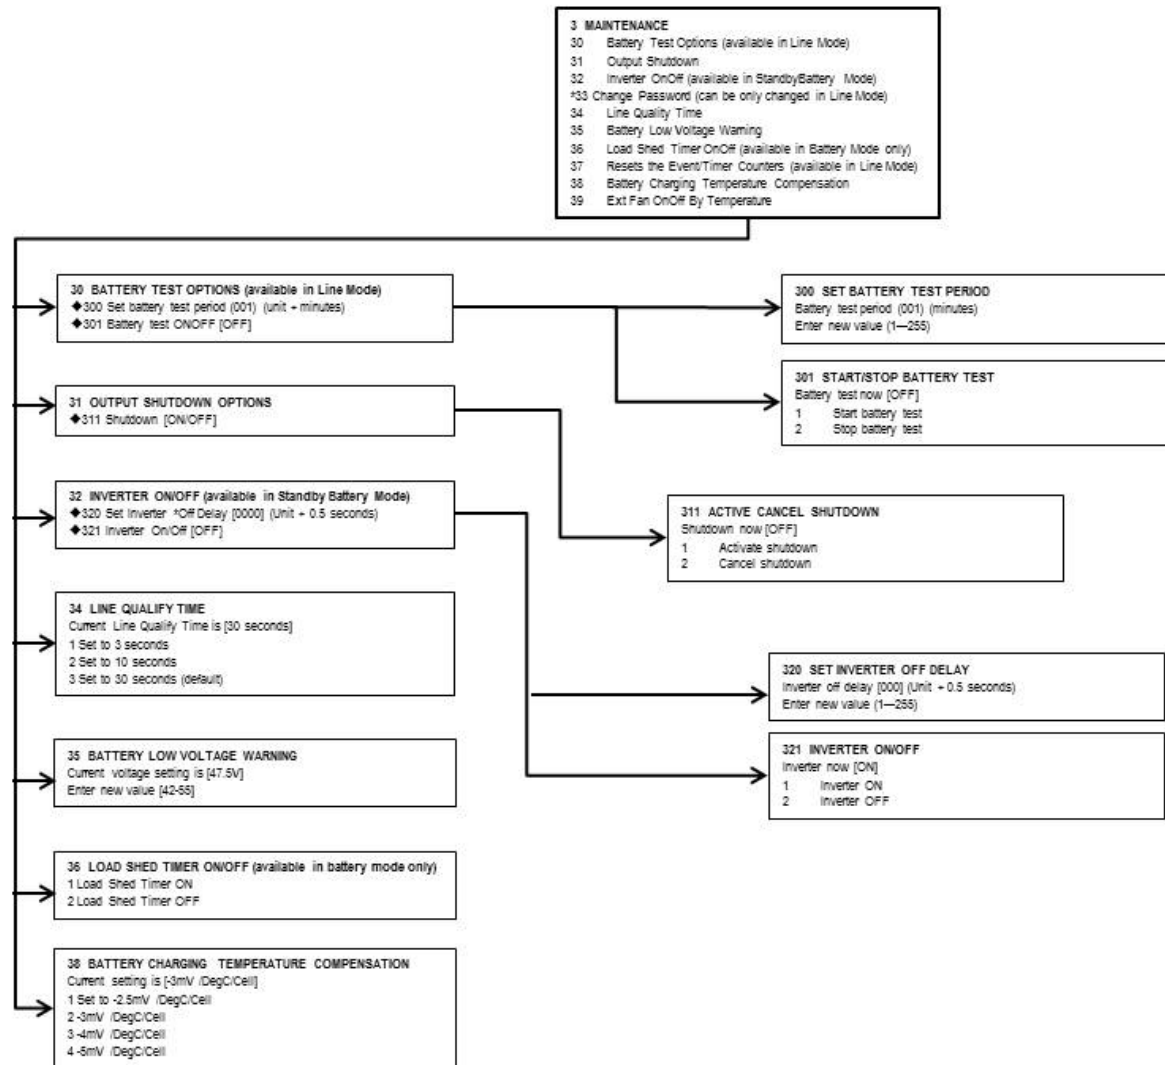 3 MAINTENANCE
30 Battery Test Options (available in Line Mode)
31 Output Shutdown
32 Inverter OnOff (available in StandbyBattery Mode)
*33 Change Password (can be only changed in Line Mode)
34 Line Quality Time
35 Battery Low Voltage Warning
36 Load Shed Timer OnOff (available in Battery Mode only)
37 Resets the Event/Timer Counters (available in Line Mode)
38 Battery Charging Temperature Compensation
39 Ext Fan OnOff By Temperature
30 BATTERY TEST OPTIONS (available in Line Mode)
◆300 Set battery test period (001) (unit + minutes)
◆301 Battery test ONOFF [OFF]
300 SET BATTERY TEST PERIOD
Battery test period (001) (minutes)
Enter new value (1—255)
301 START/STOP BATTERY TEST
Battery test now [OFF]
1 Start battery test
2 Stop battery test
31 OUTPUT SHUTDOWN OPTIONS
◆311 Shutdown [ON/OFF]
32 INVERTER ON/OFF (available in Standby Battery Mode)
◆320 Set Inverter *Off Delay [0000] (Unit + 0.5 seconds)
◆321 Inverter On/Off [OFF]
311 ACTIVE CANCEL SHUTDOWN
Shutdown now [OFF]
1 Activate shutdown
2 Cancel shutdown
34 LINE QUALIFY TIME
Current Line Qualify Time is [30 seconds]
1 Set to 3 seconds
2 Set to 10 seconds
3 Set to 30 seconds (default)
320 SET INVERTER OFF DELAY
Inverter off delay [000] (Unit + 0.5 seconds)
Enter new value (1—255)
35 BATTERY LOW VOLTAGE WARNING
Current voltage setting is [47.5V]
Enter new value [42-55]
321 INVERTER ON/OFF
Inverter now [ON]
1 Inverter ON
2 Inverter OFF
36 LOAD SHED TIMER ON/OFF (available in battery mode only)
1 Load Shed Timer ON
2 Load Shed Timer OFF
38 BATTERY CHARGING TEMPERATURE COMPENSATION
Current setting is [-3mV /DegC/Cell]
1 Set to -2.5mV /DegC/Cell
2 -3mV /DegC/Cell
3 -4mV /DegC/Cell
4 -5mV /DegC/Cell